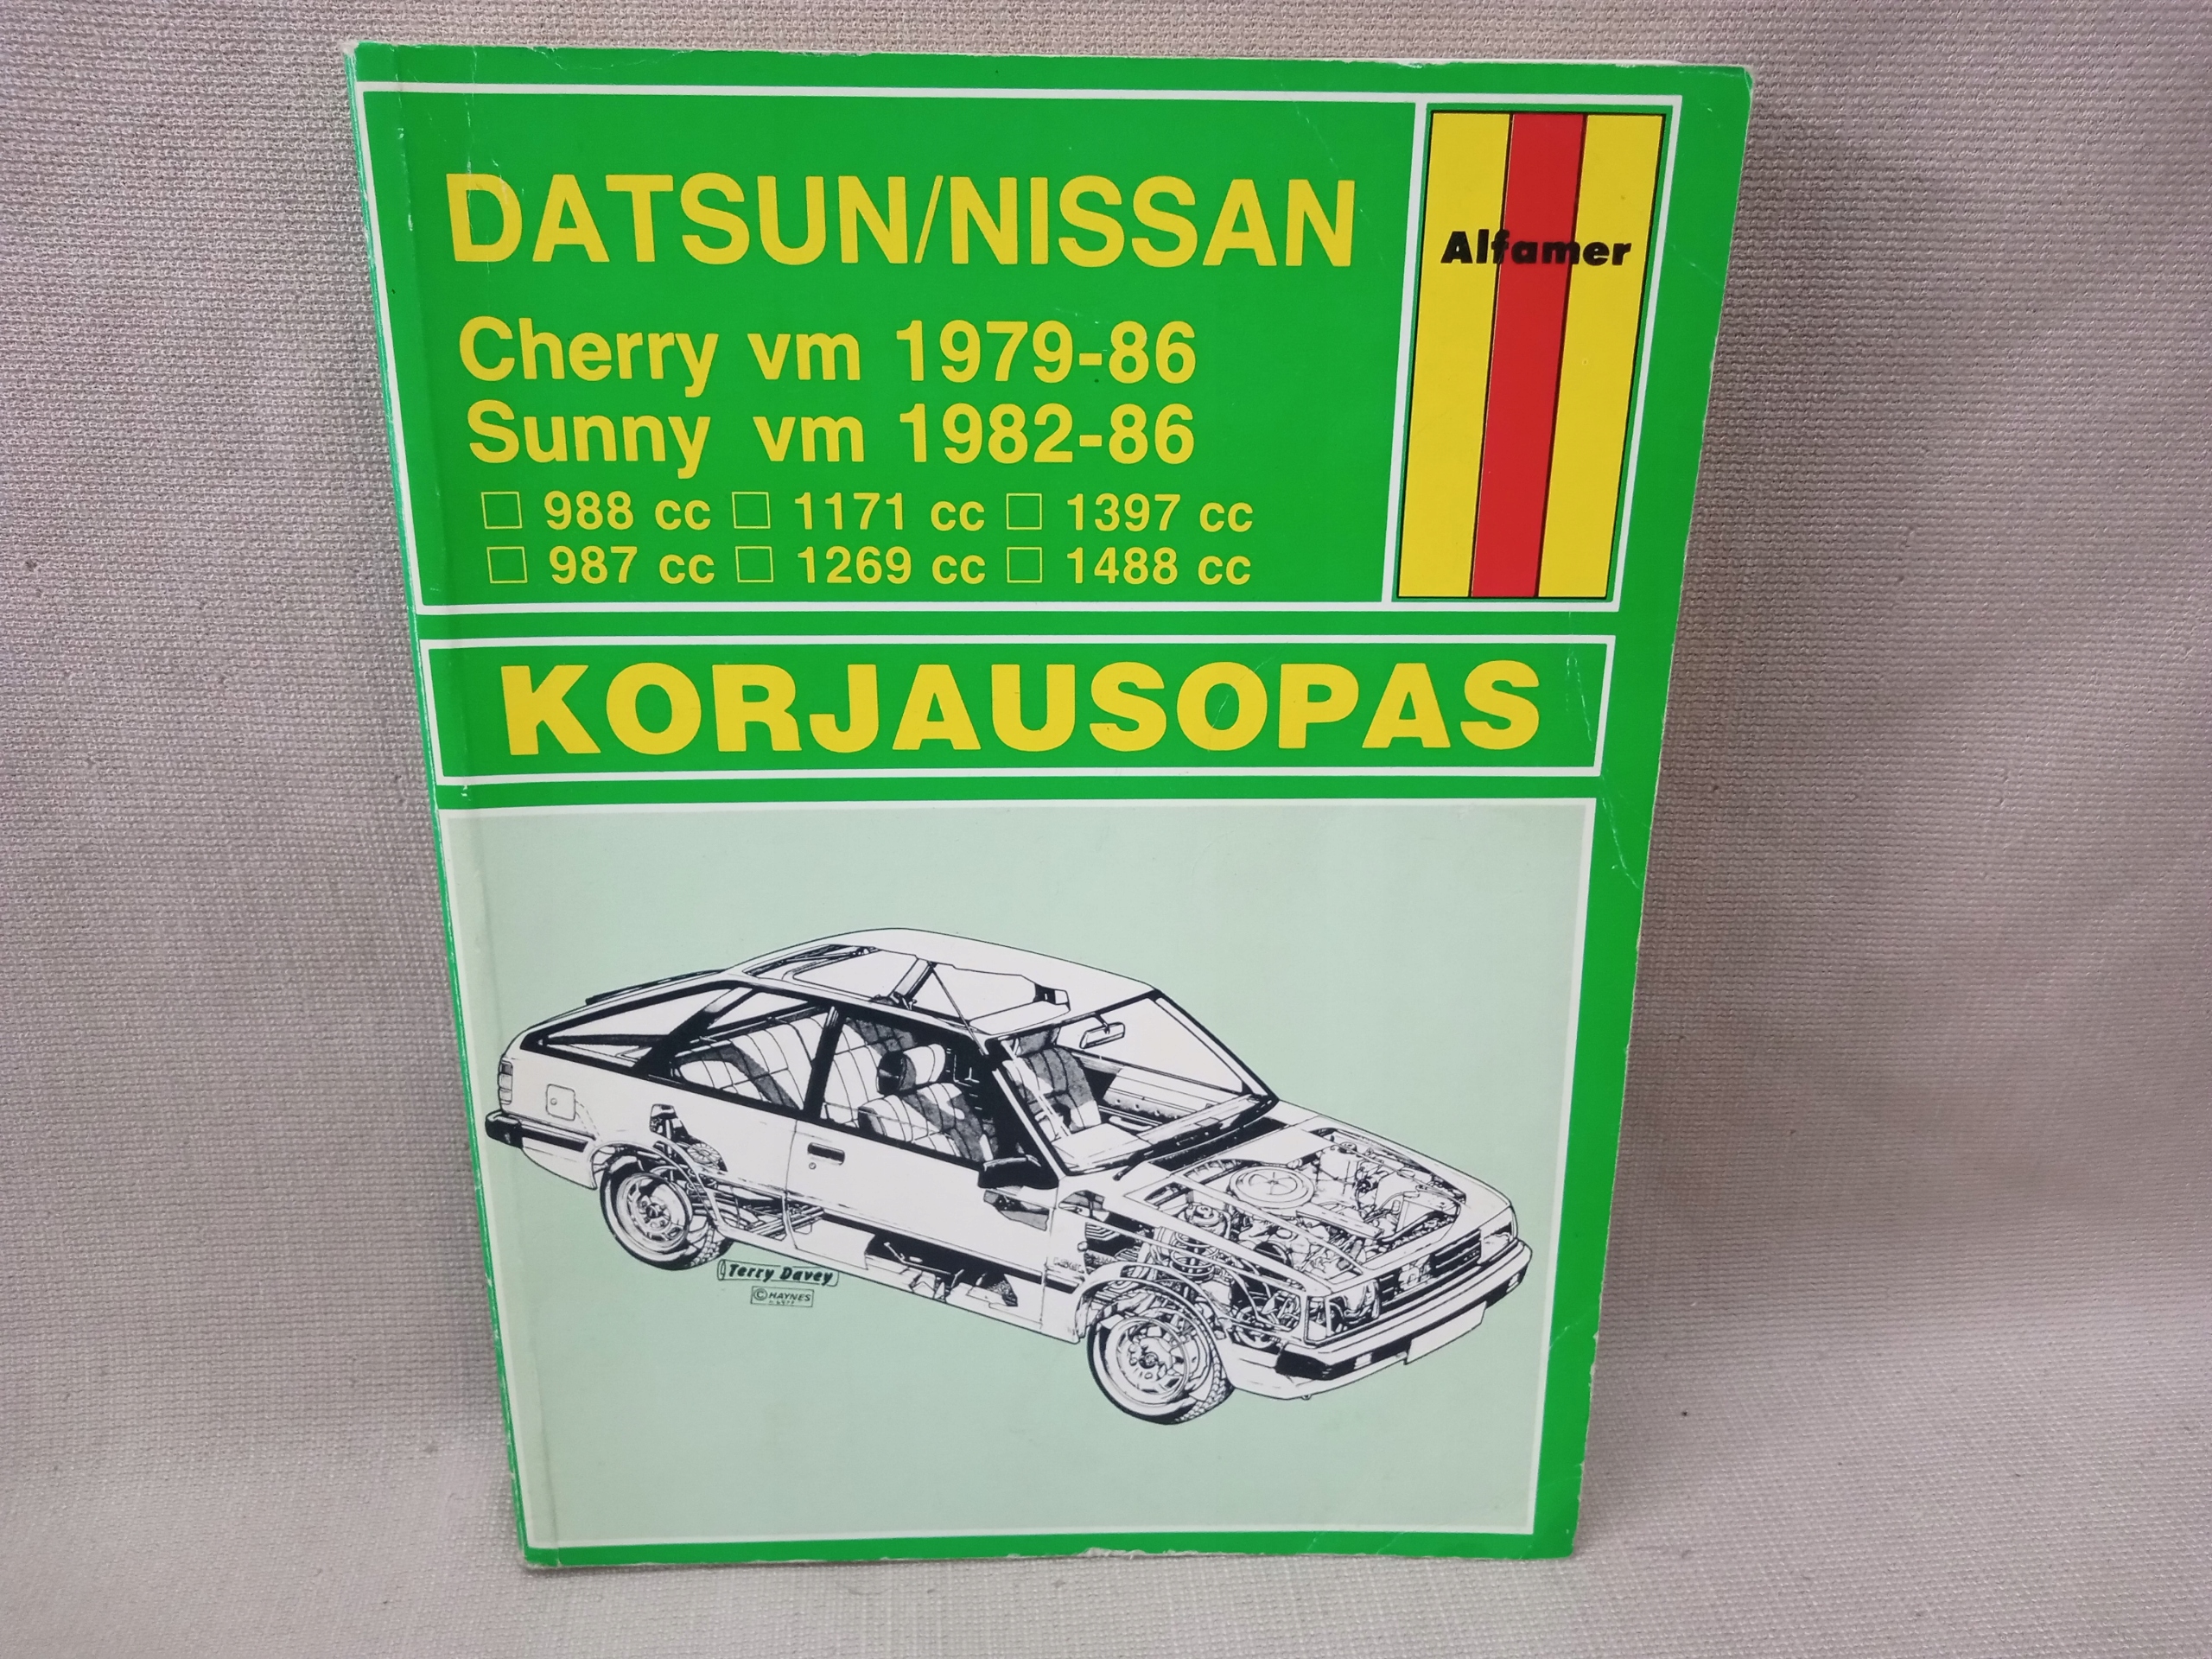 DATSUN/NISSAN
Alfamer
Cherry vm 1979-86
Sunny vm 1982-86
988 cc 1171 cc 1397 cc
987 cc 1269 cc 1488 cc
KORJAUSOPAS
Terry Davey
© HAYNES